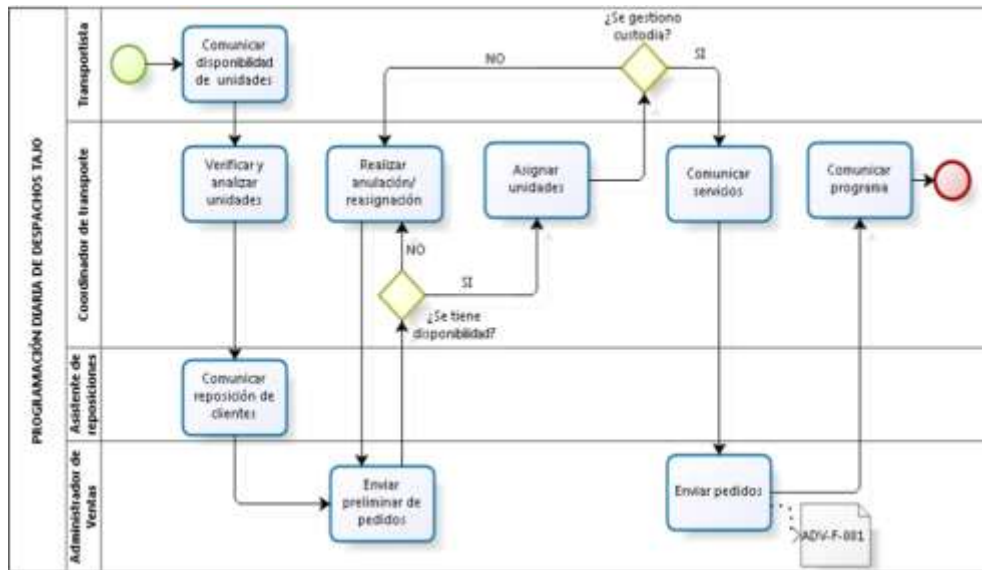 PROGRAMACIÓN DIARIA DE DESPACHOS TAJO
Transportista
Comunicar
disponibilidad
de unidades
¿Se gestiono
custodia?
NO
SI
Coordinador de transporte
Verificar y
analizar
unidades
Realizar
anulación/
reasignación
Asignar
unidades
Comunicar
servicios
Comunicar
programa
NO
SI
¿Se tiene
disponibilidad?
Asistente de
reposiciones
Comunicar
reposición de
clientes
Administrador de
Ventas
Enviar
preliminar de
pedidos
Enviar pedidos
ADV-F-001